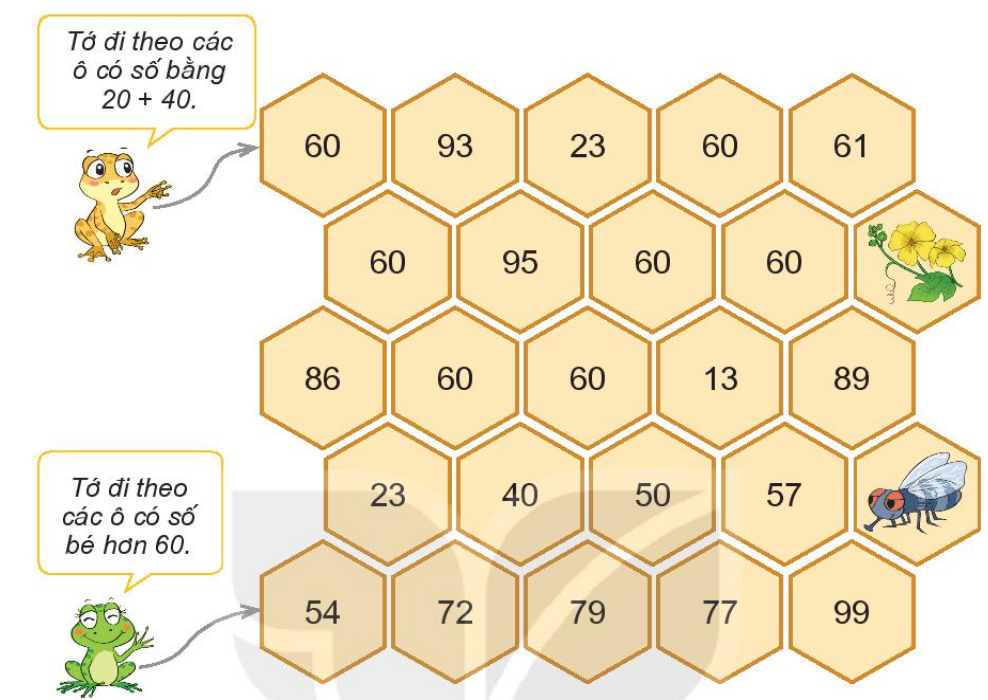 Tớ đi theo các
ô có số bằng
20 + 40.
60 93 23 60 61
60 95 60 60
86 60 60 13 89
Tớ đi theo
các ô có số
bé hơn 60.
23 40 50 57
54 72 79 77 99